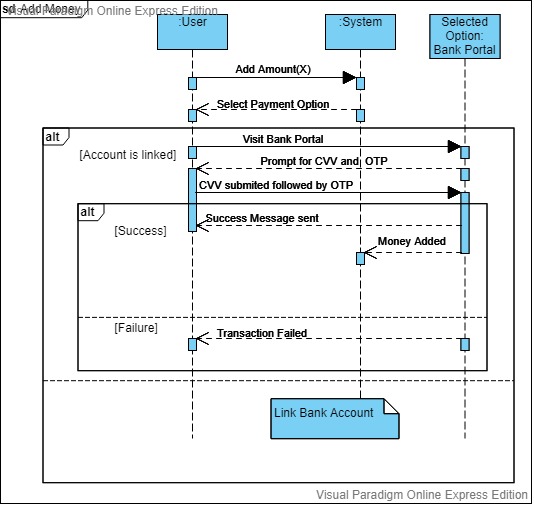 sd Add Money
Visual Paradigm Online Express Edition
:User
:System
Selected
Option:
Bank Portal
Add Amount(X)
Select Payment Option
alt
Visit Bank Portal
[Account is linked]
Prompt for CVV and OTP
CVV submited followed by OTP
alt
Success Message sent
[Success]
Money Added
[Failure]
Transaction Failed
Link Bank Account
Visual Paradigm Online Express Edition